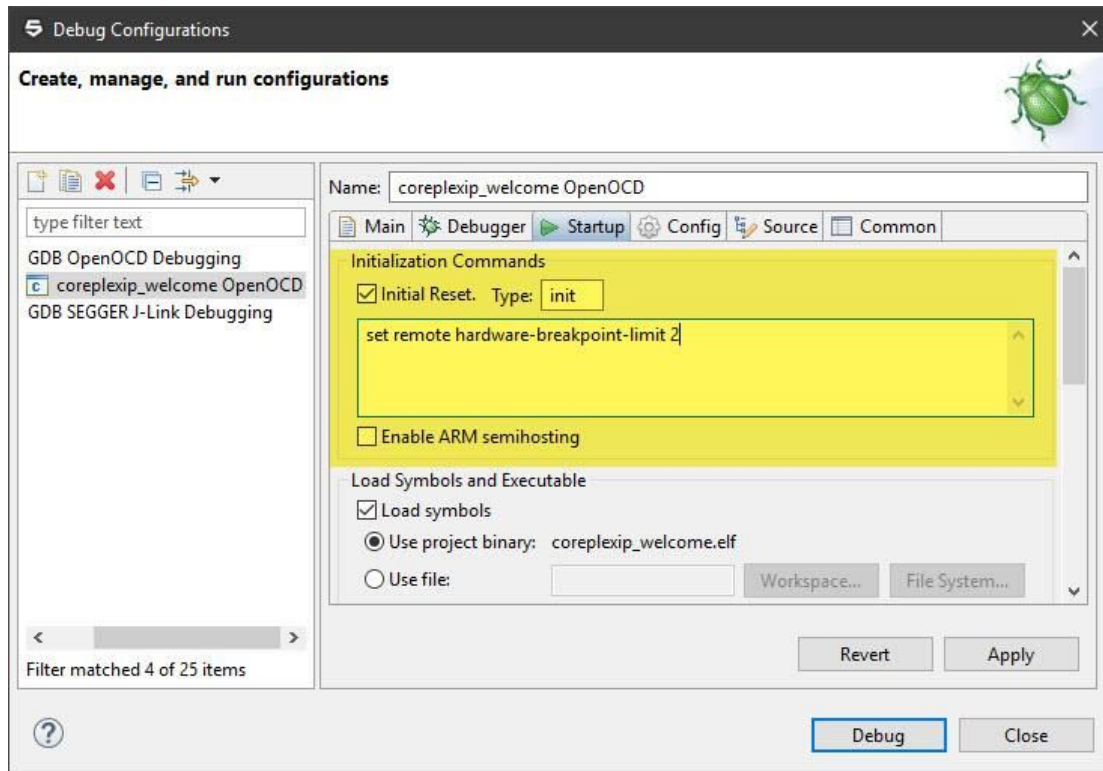 Debug Configurations
Create, manage, and run configurations
type filter text
GDB OpenOCD Debugging
coreplexip_welcome OpenOCD
GDB SEGGER J-Link Debugging
Filter matched 4 of 25 items
Name: coreplexip_welcome OpenOCD
Main Debugger Startup Config Source Common
Initialization Commands
Initial Reset. Type: init
set remote hardware-breakpoint-limit 2
Enable ARM semihosting
Load Symbols and Executable
Load symbols
Use project binary: coreplexip_welcome.elf
Use file: Workspace... File System...
Revert Apply
Debug Close